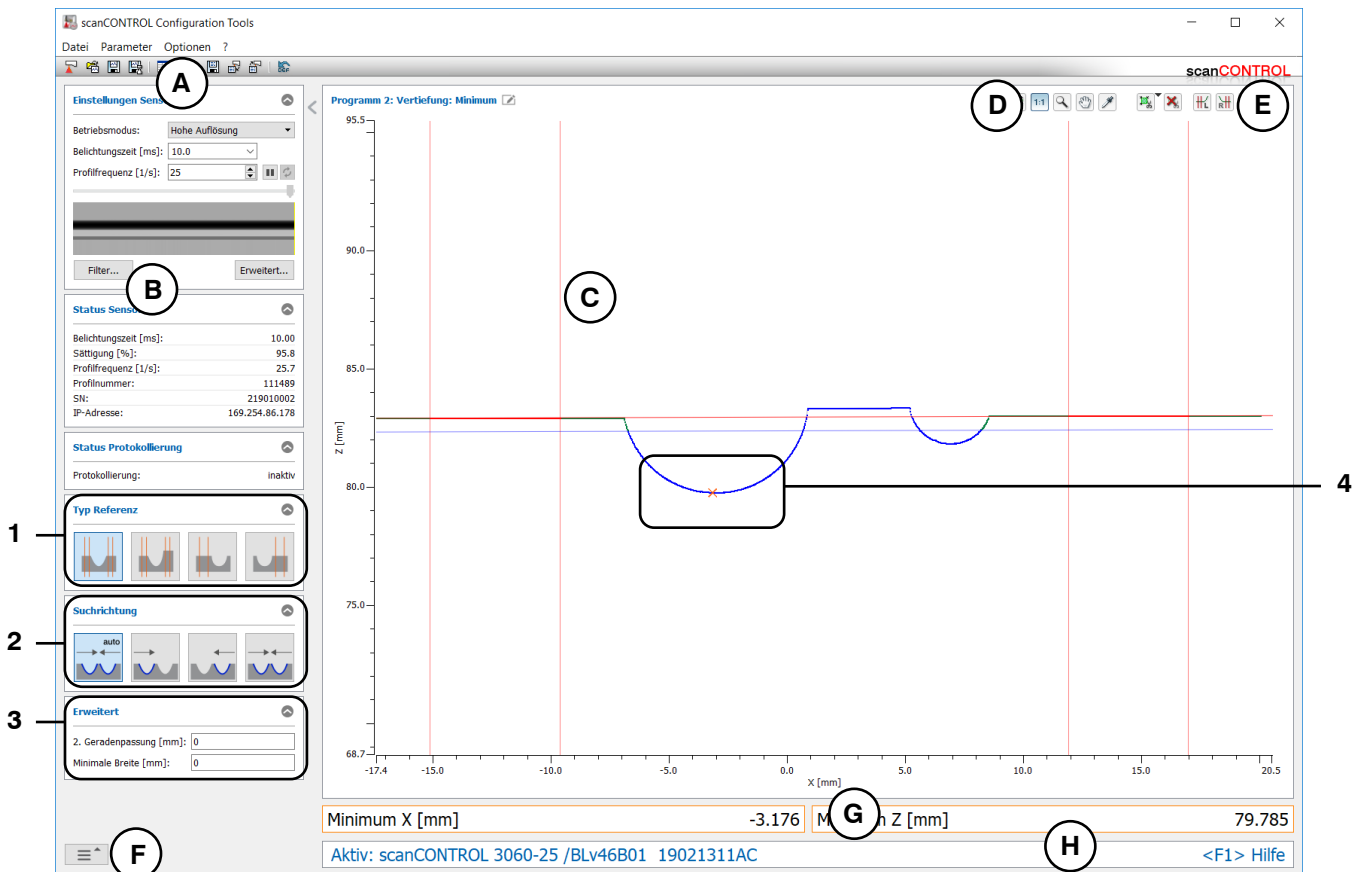 scanCONTROL Configuration Tools
Datei Parameter Optionen ?
scanCONTROL
A
Einstellungen
Betriebsmodus: Hohe Auflösung
Belichtungszeit [ms]: 10.0
Profilfrequenz [1/s]: 25
Filter... Erweitert...
B
Status
Belichtungszeit [ms]: 10.00
Sättigung [%]: 95.8
Profilfrequenz [1/s]: 25.7
Profilnummer: 111489
SN: 219010002
IP-Adresse: 169.254.86.178
Status Protokollierung
Protokollierung: inaktiv
1
Typ Referenz
2
Suchrichtung
auto
3
Erweitert
2. Geradenpassung [mm]: 0
Minimale Breite [mm]: 0
F
Programm 2: Vertiefung: Minimum
D
1:1
L
R
E
C
4
95.5
90.0
85.0
80.0
75.0
68.7
Z [mm]
-17.4 -15.0 -10.0 -5.0 0.0 5.0 10.0 15.0 20.5
X [mm]
Minimum X [mm] -3.176
G
Z [mm] 79.785
Aktiv: scanCONTROL 3060-25 /BLv46B01 19021311AC
H
<F1> Hilfe